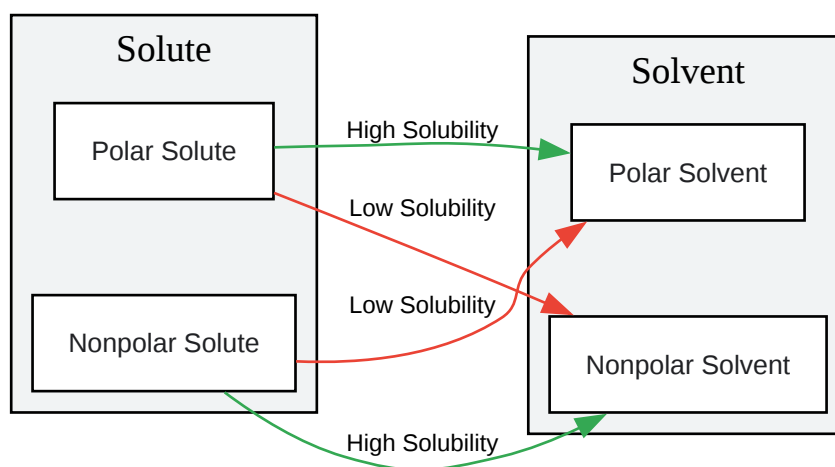 Solute
Solvent
Polar Solute
High Solubility
Polar Solvent
Low Solubility
Low Solubility
Nonpolar Solute
Nonpolar Solvent
High Solubility